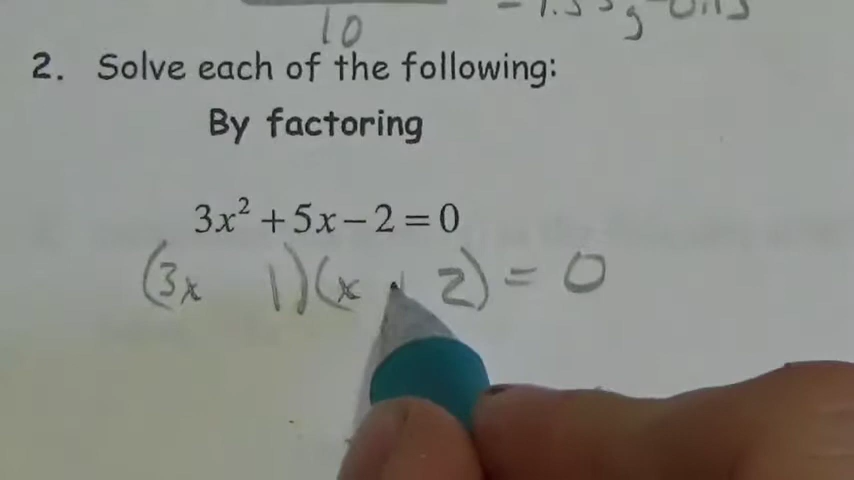 10
2. Solve each of the following:
By factoring
3x² + 5x − 2 = 0
(3x 1)(x + 2) = 0